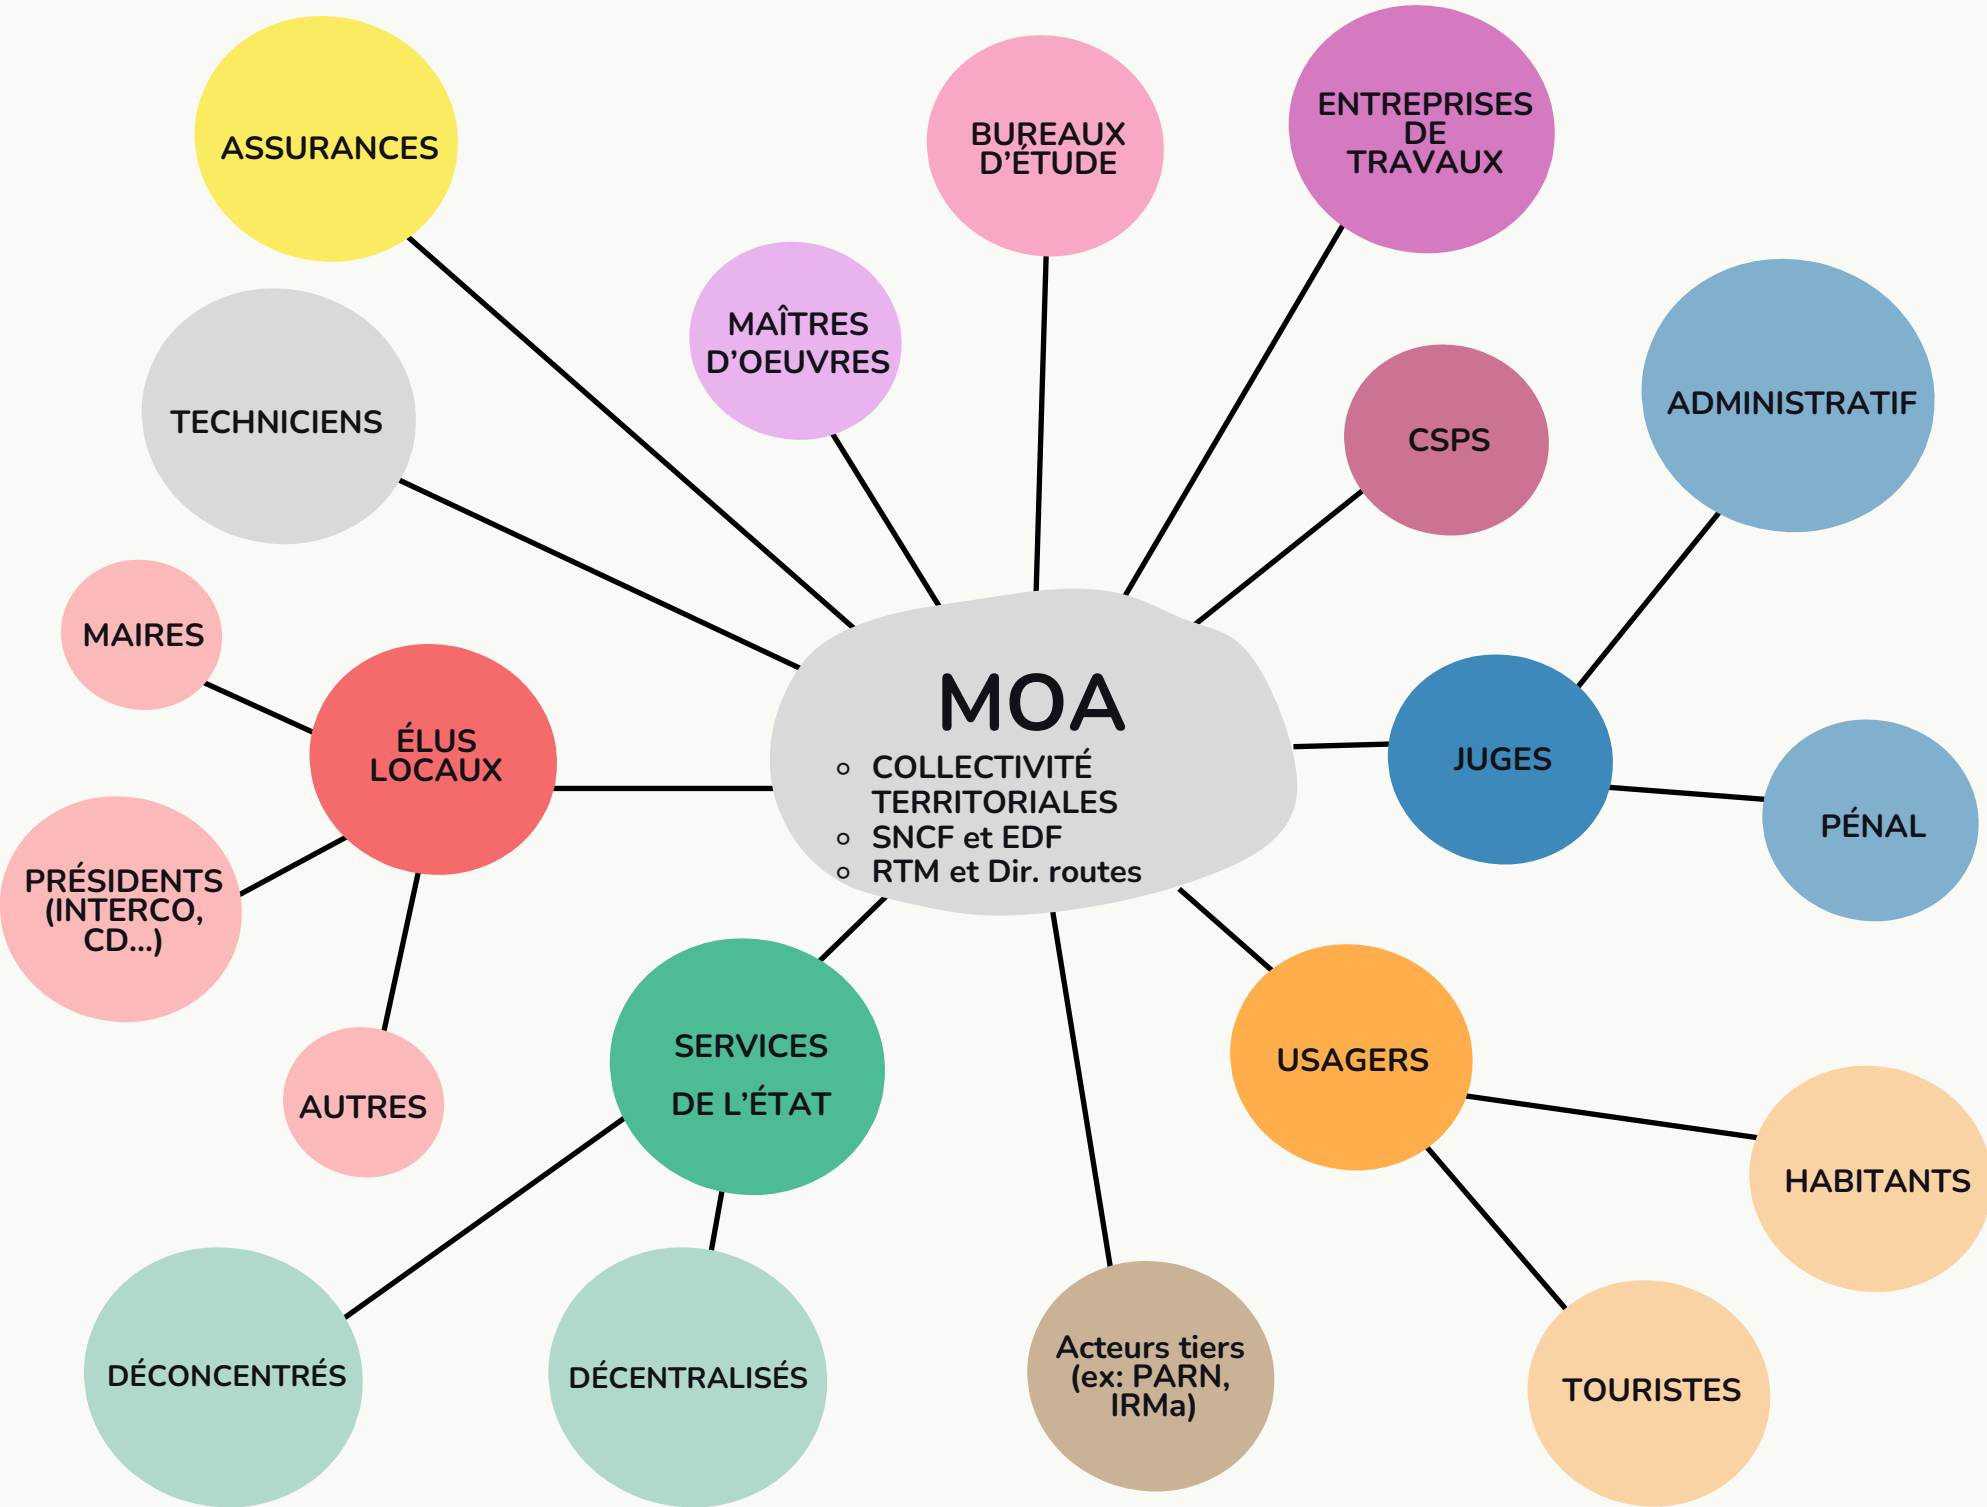 ASSURANCES
BUREAUX
D'ÉTUDE
ENTREPRISES
DE
TRAVAUX
MAÎTRES
D'OEUVRES
TECHNICIENS
CSPS
ADMINISTRATIF
MAIRES
ÉLUS
LOCAUX
MOA
COLLECTIVITÉ
TERRITORIALES
SNCF et EDF
RTM et Dir. routes
JUGES
PÉNAL
PRÉSIDENTS
(INTERCO,
CD...)
AUTRES
SERVICES
DE L'ÉTAT
USAGERS
HABITANTS
DÉCONCENTRÉS
DÉCENTRALISÉS
Acteurs tiers
(ex: PARN,
IRMa)
TOURISTES